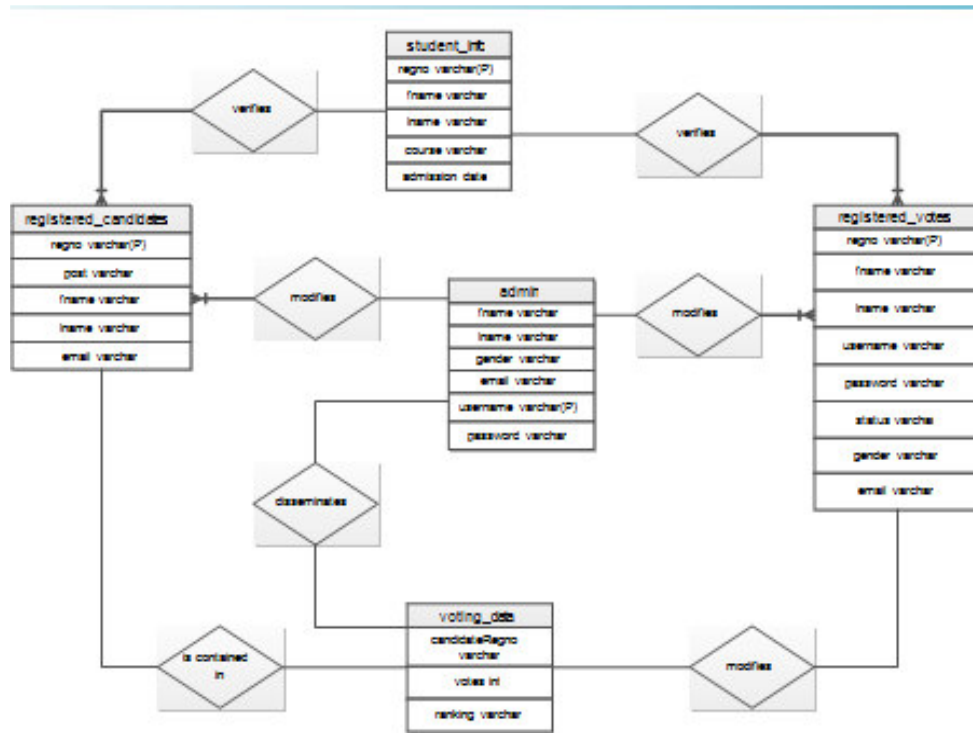 student_info
regno varchar(P)
fname varchar
lname varchar
course varchar
admission date
verifies
verifies
registered_candidates
regno varchar(P)
post varchar
fname varchar
lname varchar
email varchar
modifies
admin
fname varchar
lname varchar
gender varchar
email varchar
username varchar(P)
password varchar
modifies
registered_votes
regno varchar(P)
fname varchar
lname varchar
username varchar
password varchar
status varcha
gender varchar
email varchar
disseminates
is contained
in
voting_data
candidateRegno
varchar
votes int
ranking varchar
modifies